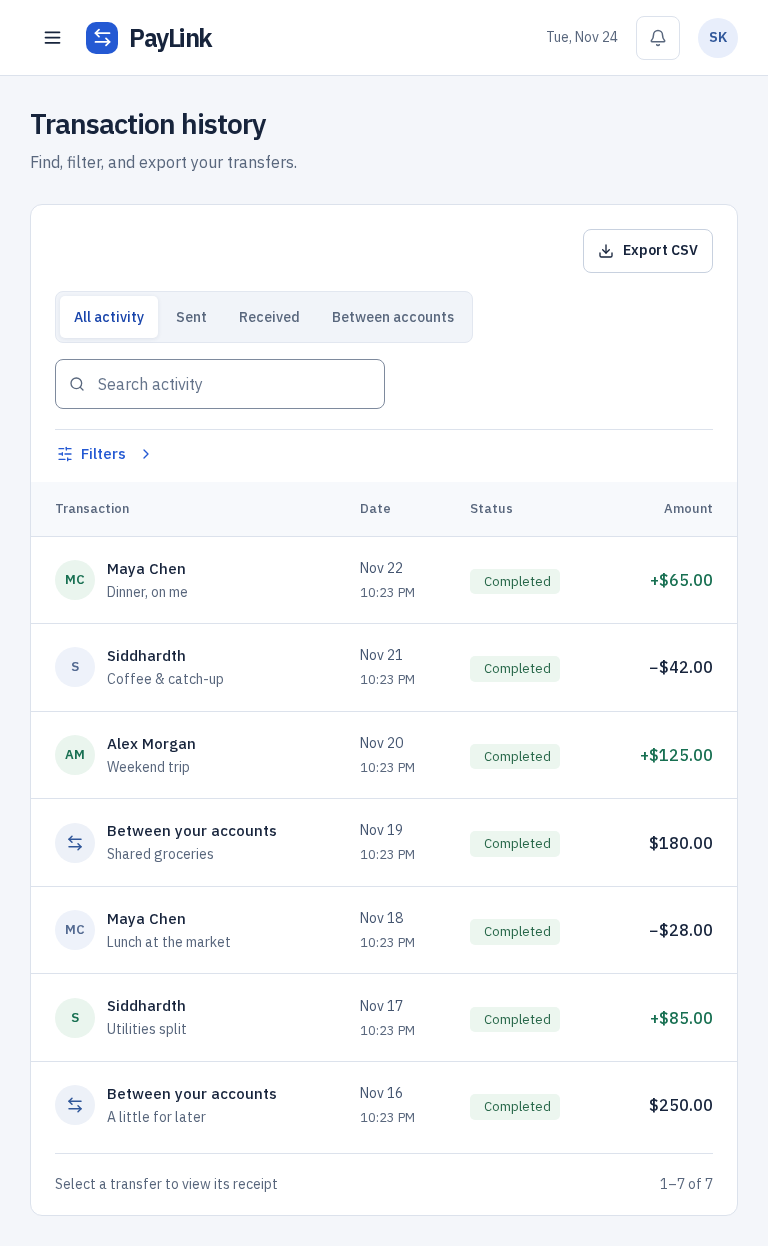 PayLink
Tue, Nov 24
SK
Transaction history
Find, filter, and export your transfers.
Export CSV
All activity Sent Received Between accounts
Search activity
Filters
Transaction Date Status Amount
MC Maya Chen Nov 22 Completed +$65.00
Dinner, on me 10:23 PM
S Siddhardth Nov 21 Completed −$42.00
Coffee & catch-up 10:23 PM
AM Alex Morgan Nov 20 Completed +$125.00
Weekend trip 10:23 PM
Between your accounts Nov 19 Completed $180.00
Shared groceries 10:23 PM
MC Maya Chen Nov 18 Completed −$28.00
Lunch at the market 10:23 PM
S Siddhardth Nov 17 Completed +$85.00
Utilities split 10:23 PM
Between your accounts Nov 16 Completed $250.00
A little for later 10:23 PM
Select a transfer to view its receipt 1–7 of 7